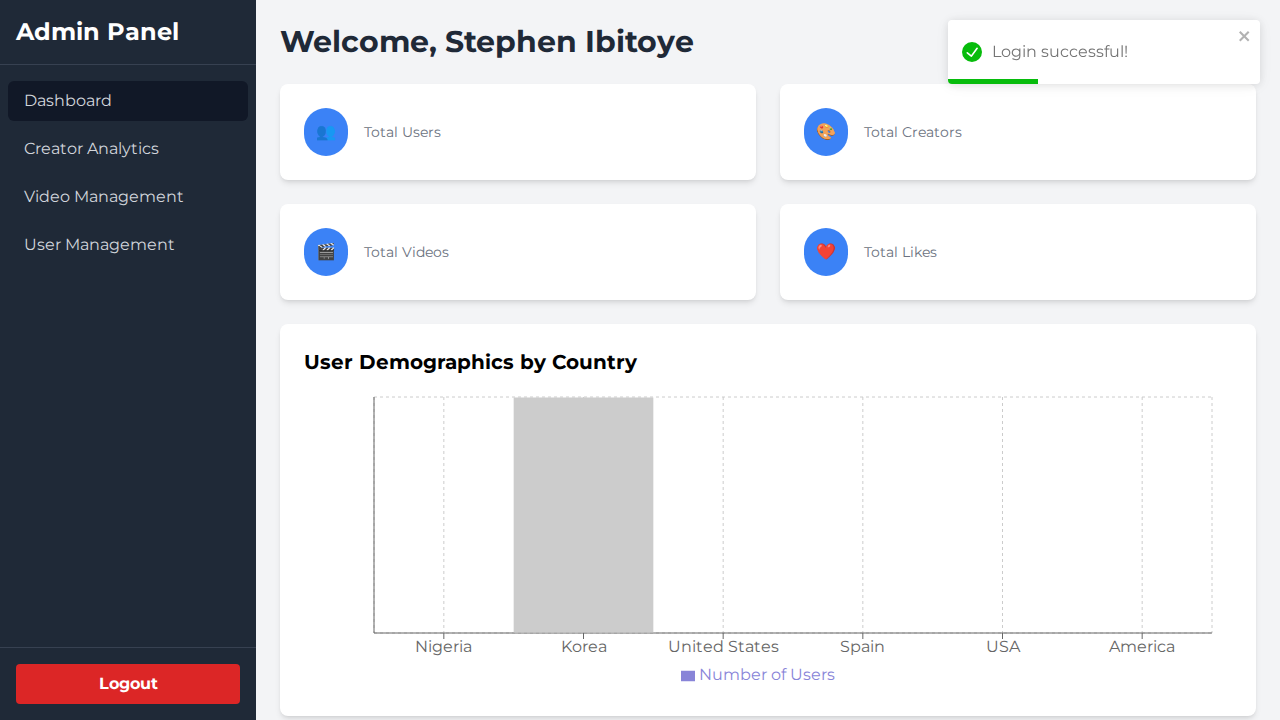 Admin Panel
Dashboard
Creator Analytics
Video Management
User Management
Logout
Welcome, Stephen Ibitoye
Login successful!
Total Users
Total Creators
Total Videos
Total Likes
User Demographics by Country
Nigeria Korea United States Spain USA America
Number of Users